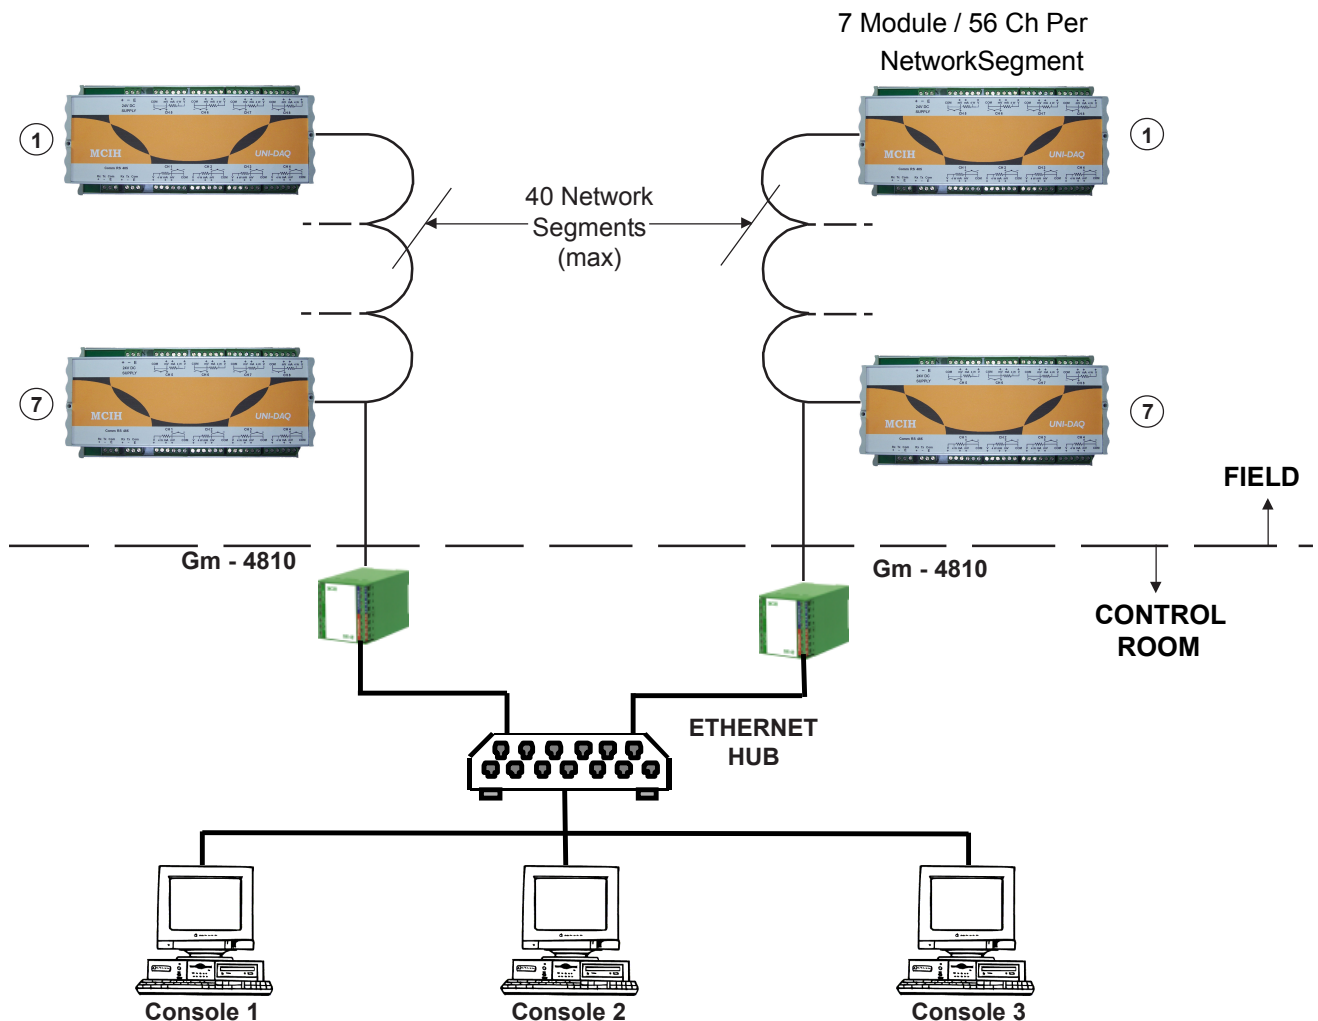 7 Module / 56 Ch Per
NetworkSegment
1
MCIH
UNI-DAQ
1
MCIH
UNI-DAQ
40 Network
Segments
(max)
7
MCIH
UNI-DAQ
7
MCIH
UNI-DAQ
FIELD
Gm - 4810
Gm - 4810
CONTROL
ROOM
ETHERNET
HUB
Console 1
Console 2
Console 3